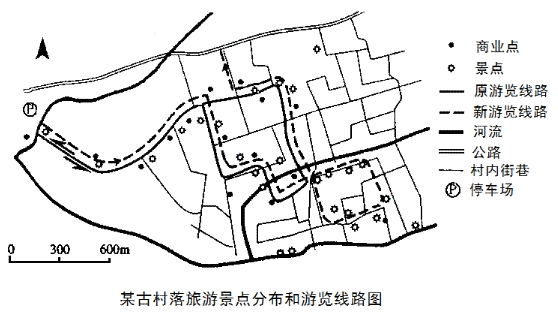 商业点
景点
原游览线路
新游览线路
河流
公路
村内街巷
P 停车场
P
0 300 600m
某古村落旅游景点分布和游览线路图